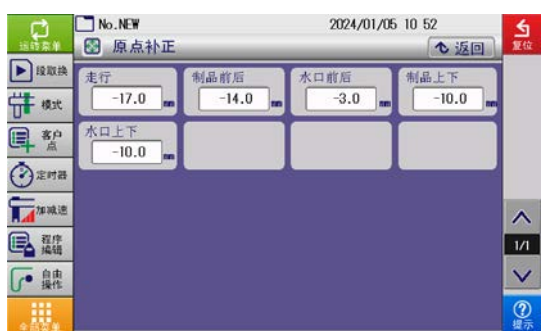 No.NEW 2024/01/05 10 52
运转菜单
原点补正
返回
复位
段取换
模式
客户点
定时器
加减速
程序编辑
自由操作
全部菜单
走行
-17.0 mm
制品前后
-14.0 mm
水口前后
-3.0 mm
制品上下
-10.0 mm
水口上下
-10.0 mm
1/1
提示